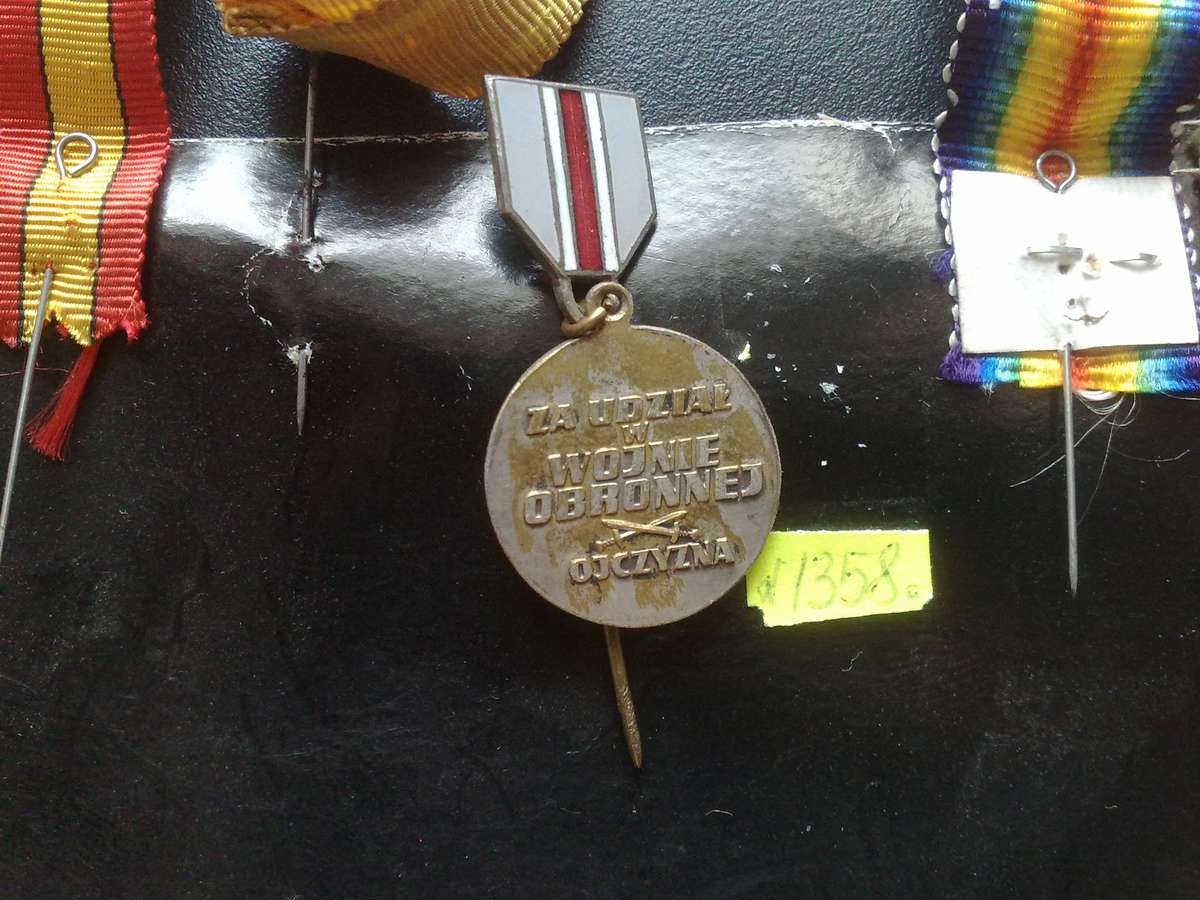 ZA UDZIAŁ
W
WOJNIE
OBRONNEJ
OJCZYZNA
1358